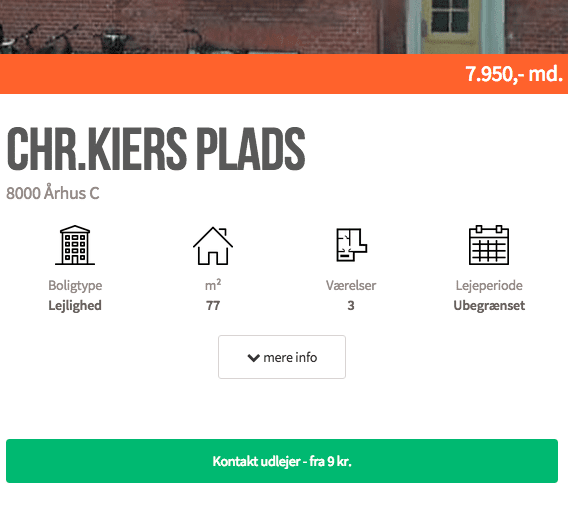 7.950,- md.
CHR.KIERS PLADS
8000 Århus C
Boligtype
Lejlighed
m²
77
Værelser
3
Lejeperiode
Ubegrænset
mere info
Kontakt udlejer - fra 9 kr.